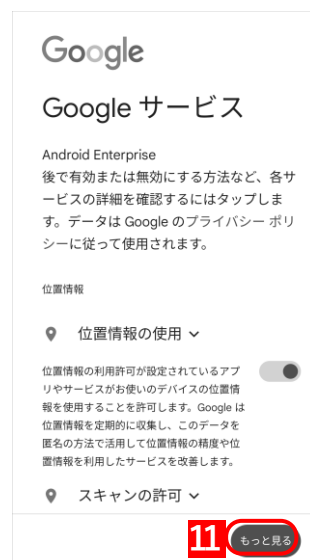 Google
Google サービス
Android Enterprise
後で有効または無効にする方法など、各サ
ービスの詳細を確認するにはタップしま
す。データは Google のプライバシー ポリ
シーに従って使用されます。
位置情報
位置情報の使用
位置情報の利用許可が設定されているアプ
リやサービスがお使いのデバイスの位置情
報を使用することを許可します。Google は
位置情報を定期的に収集し、このデータを
匿名の方法で活用して位置情報の精度や位
置情報を利用したサービスを改善します。
スキャンの許可
11 もっと見る